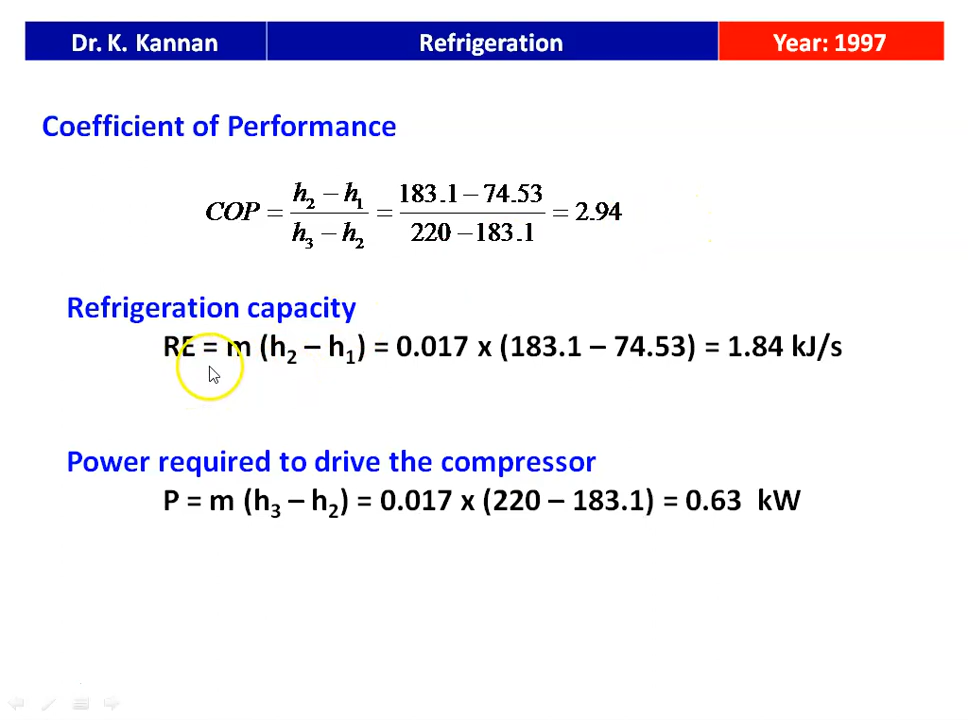 Dr. K. Kannan Refrigeration Year: 1997
Coefficient of Performance
COP = (h₂ − h₁) / (h₃ − h₂) = (183.1 − 74.53) / (220 − 183.1) = 2.94
Refrigeration capacity
RE = m (h₂ – h₁) = 0.017 x (183.1 – 74.53) = 1.84 kJ/s
Power required to drive the compressor
P = m (h₃ – h₂) = 0.017 x (220 – 183.1) = 0.63 kW